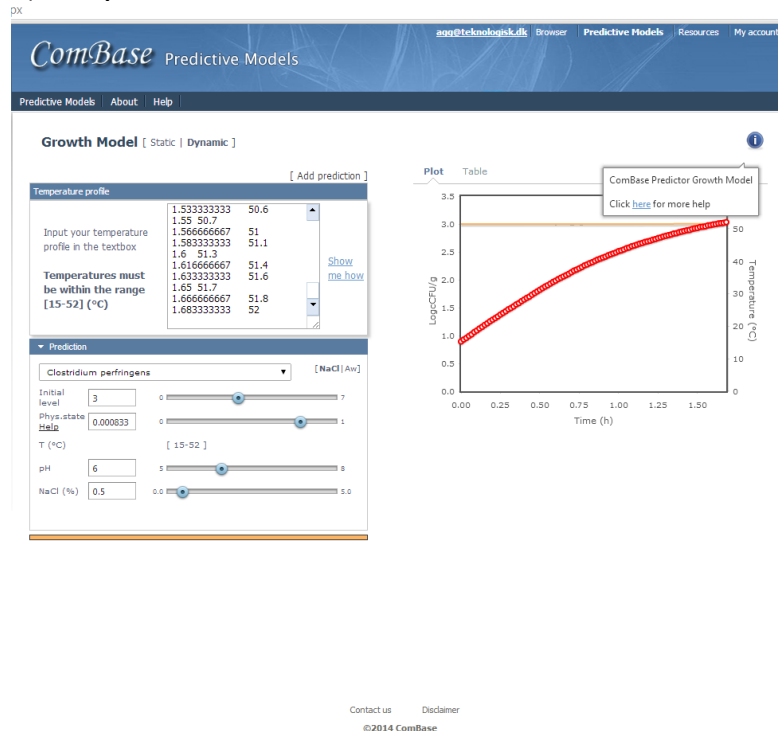 px
agg@teknologisk.dk Browser Predictive Models Resources My account
ComBase Predictive Models
Predictive Models About Help
Growth Model [ Static | Dynamic ]
[ Add prediction ]
Temperature profile
Input your temperature
profile in the textbox
Temperatures must
be within the range
[15-52] (°C)
1.533333333 50.6
1.55 50.7
1.566666667 51
1.583333333 51.1
1.6 51.3
1.616666667 51.4
1.633333333 51.6
1.65 51.7
1.666666667 51.8
1.683333333 52
Show
me how
Prediction
Clostridium perfringens
[NaCl|Aw]
Initial
level
3
0 7
Phys.state
Help
0.000833
0 1
T (°C) [ 15-52 ]
pH 6 5 8
NaCl (%) 0.5 0.0 5.0
Plot Table
i
ComBase Predictor Growth Model
Click here for more help
3.5
3.0
2.5
2.0
1.5
1.0
0.5
0.0
LogcCFU/g
50
40
30
20
10
0
Temperature (°C)
0.00 0.25 0.50 0.75 1.00 1.25 1.50
Time (h)
Contact us Disclaimer
©2014 ComBase